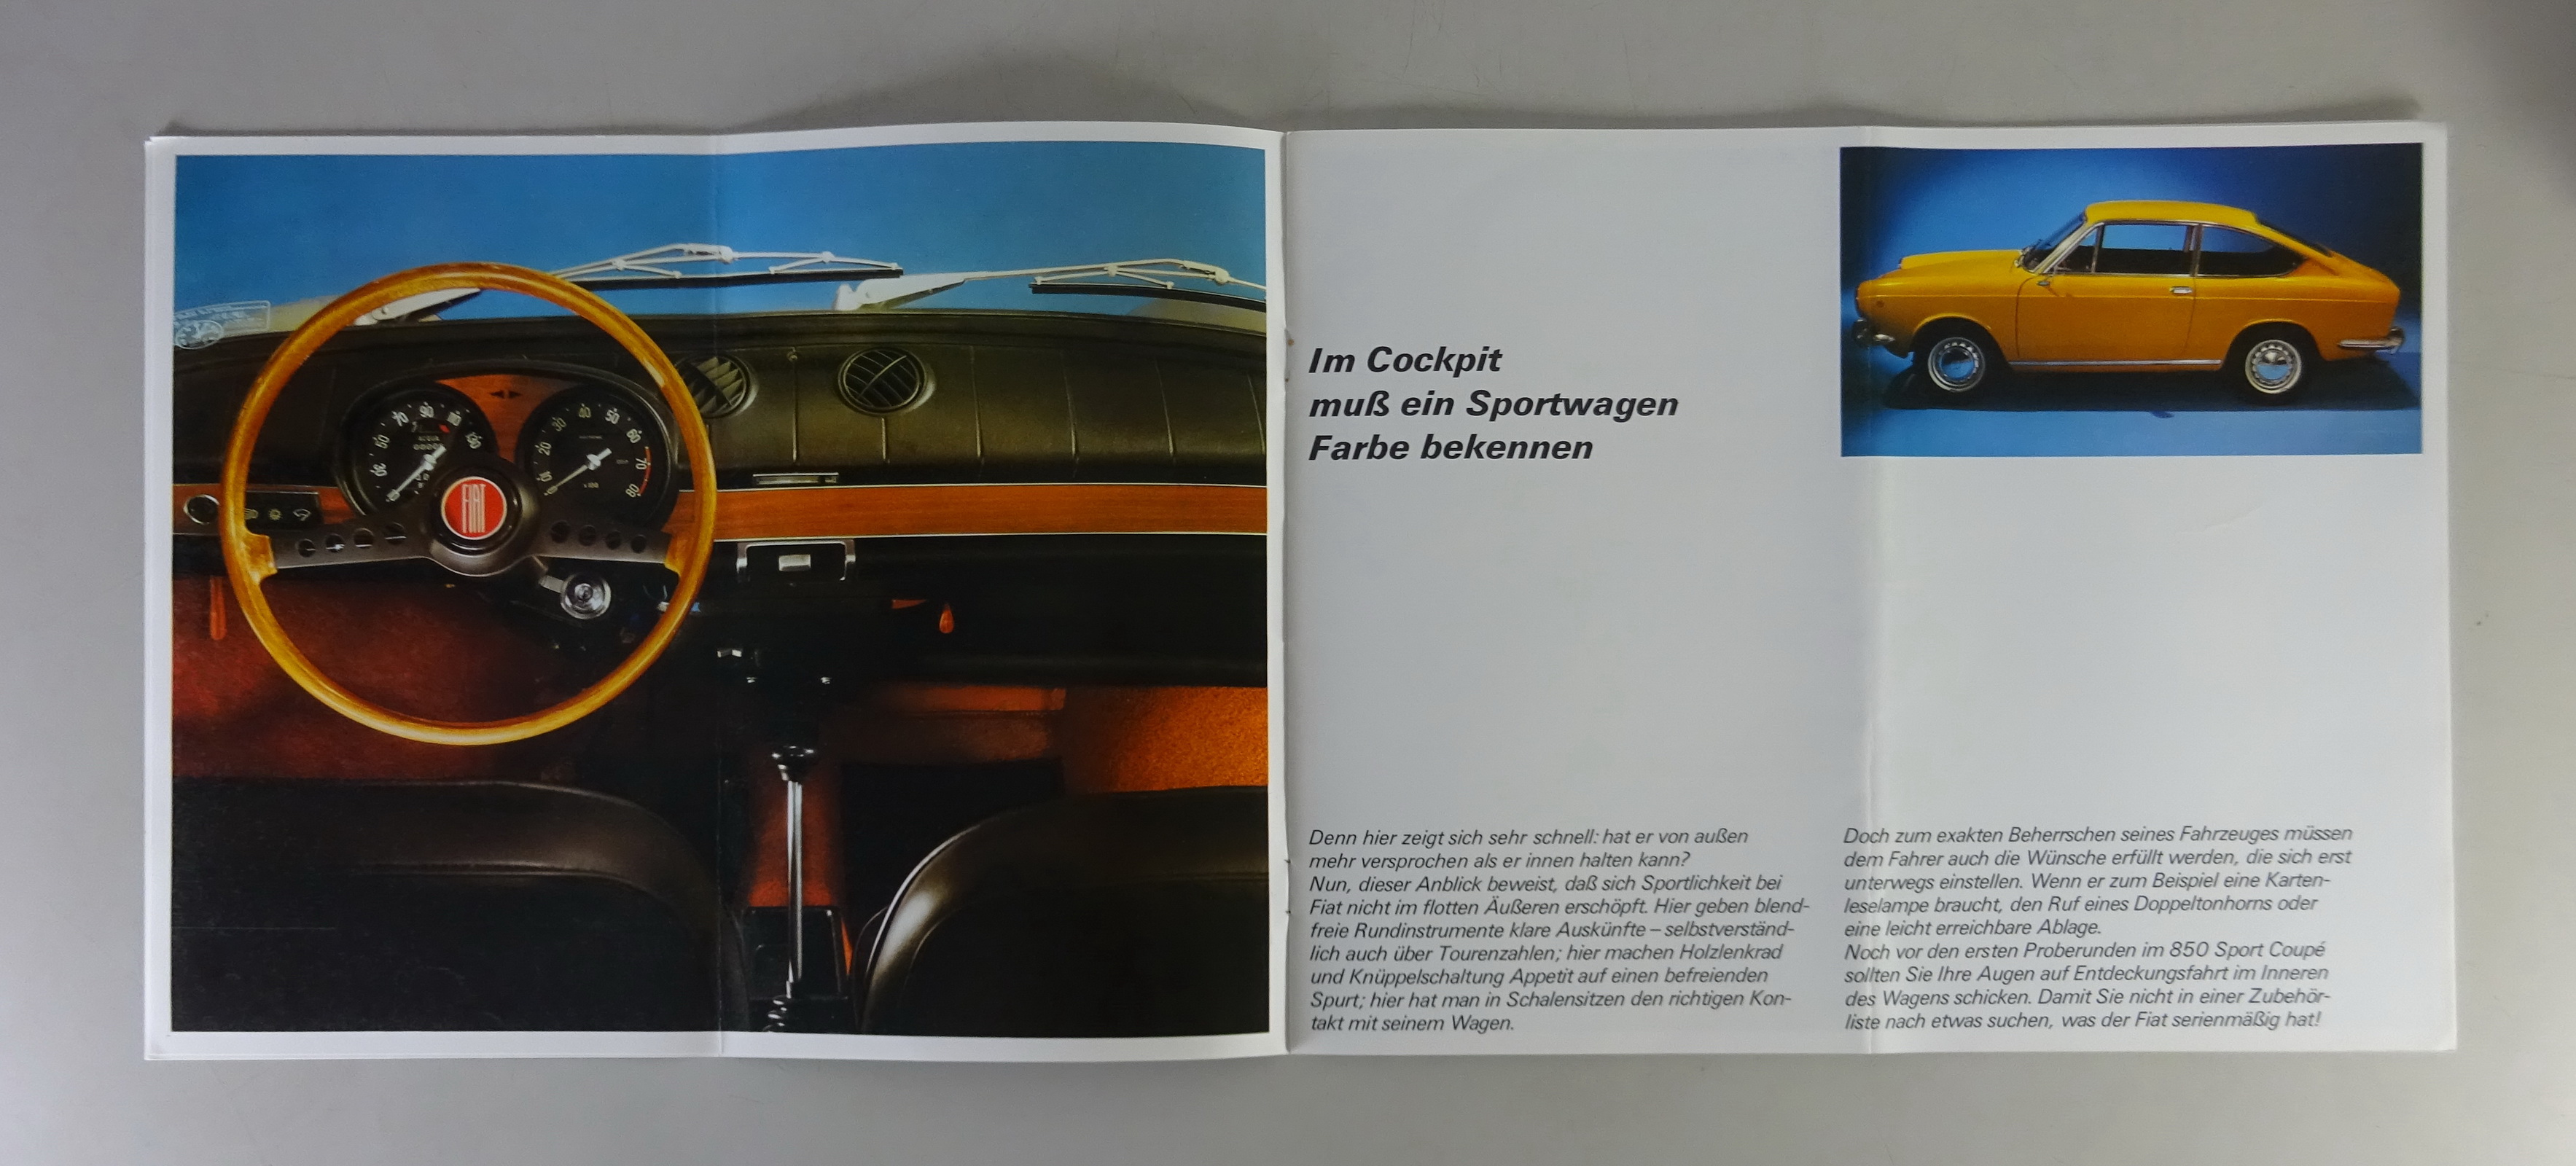 FIAT
Im Cockpit
muß ein Sportwagen
Farbe bekennen
Denn hier zeigt sich sehr schnell: hat er von außen
mehr versprochen als er innen halten kann?
Nun, dieser Anblick beweist, daß sich Sportlichkeit bei
Fiat nicht im flotten Äußeren erschöpft. Hier geben blend-
freie Rundinstrumente klare Auskünfte – selbstverständ-
lich auch über Tourenzahlen; hier machen Holzlenkrad
und Knüppelschaltung Appetit auf einen befreienden
Spurt; hier hat man in Schalensitzen den richtigen Kon-
takt mit seinem Wagen.
Doch zum exakten Beherrschen seines Fahrzeuges müssen
dem Fahrer auch die Wünsche erfüllt werden, die sich erst
unterwegs einstellen. Wenn er zum Beispiel eine Karten-
leselampe braucht, den Ruf eines Doppeltonhorns oder
eine leicht erreichbare Ablage.
Noch vor den ersten Proberunden im 850 Sport Coupé
sollten Sie Ihre Augen auf Entdeckungsfahrt im Inneren
des Wagens schicken. Damit Sie nicht in einer Zubehör-
liste nach etwas suchen, was der Fiat serienmäßig hat!